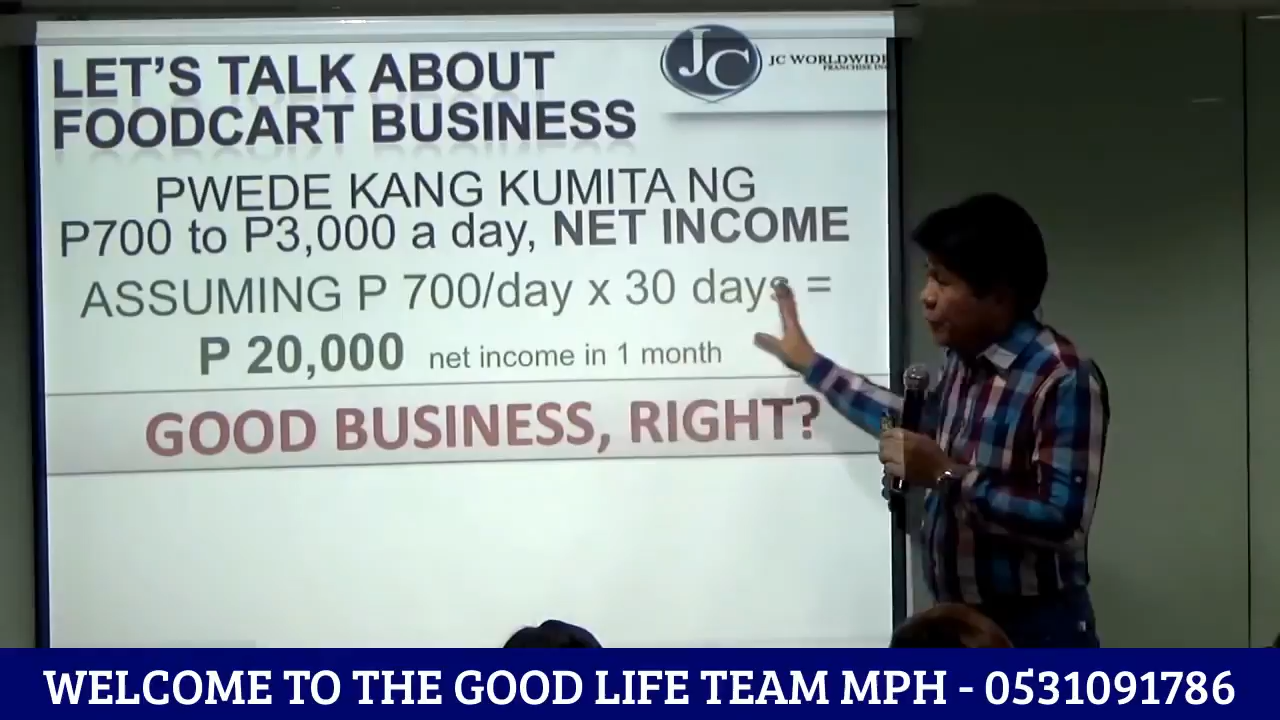 LET'S TALK ABOUT
FOODCART BUSINESS
JC
JC WORLDWIDE
FRANCHISE
PWEDE KANG KUMITA NG
P700 to P3,000 a day, NET INCOME
ASSUMING P 700/day x 30 days =
P 20,000 net income in 1 month
GOOD BUSINESS, RIGHT?
WELCOME TO THE GOOD LIFE TEAM MPH - 0531091786